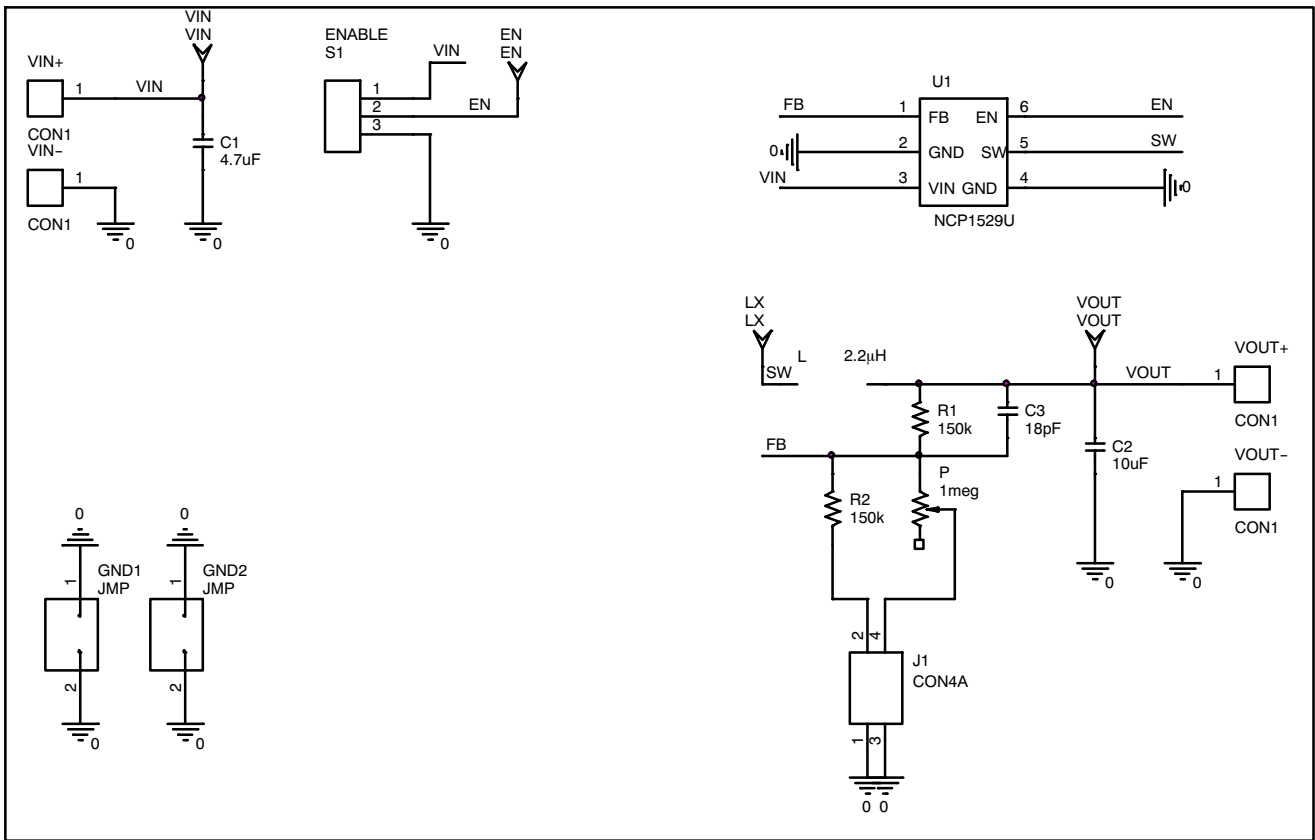 VIN
VIN
VIN+
1
VIN
CON1
VIN−
1
CON1
0
C1
4.7uF
0
ENABLE
S1
VIN
EN
EN
1
2
EN
3
0
U1
FB
1
FB
EN
6
EN
0
2
GND
SW
5
SW
VIN
3
VIN
GND
4
0
NCP1529U
LX
LX
SW
L
2.2µH
VOUT
VOUT
VOUT
1
VOUT+
CON1
R1
150k
C3
18pF
C2
10uF
FB
P
1meg
R2
150k
VOUT−
1
CON1
0
0
2
4
J1
CON4A
1
3
0
0
0
0
1
GND1
JMP
1
GND2
JMP
2
2
0
0